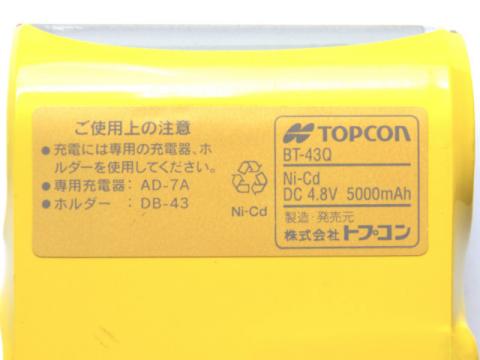 ご使用上の注意
●充電には専用の充電器、ホ
ルダーを使用してください。
●専用充電器：AD-7A
●ホルダー：DB-43
Ni-Cd
TOPCON
BT-43Q
Ni-Cd
DC 4.8V 5000mAh
製造・発売元
株式会社トプコン